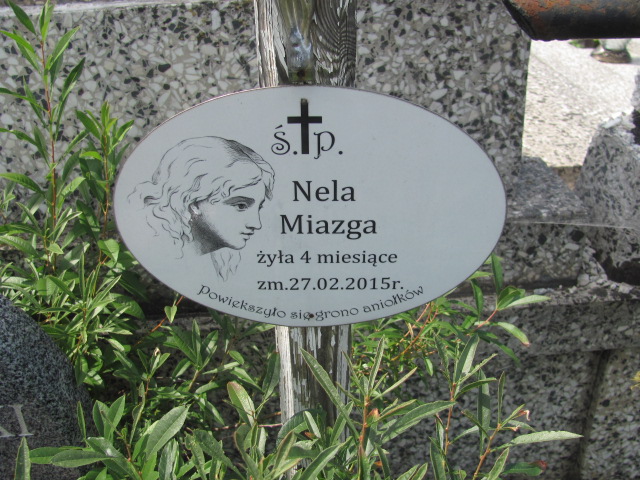 ś.p.
Nela
Miazga
żyła 4 miesiące
zm.27.02.2015r.
Powiększyło się grono aniołków